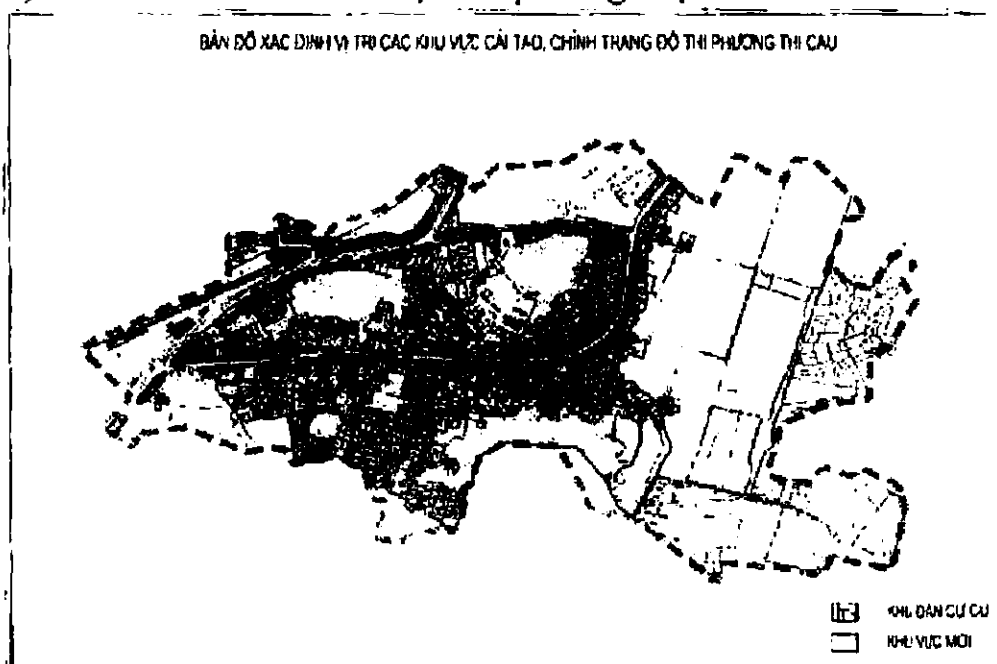 BẢN ĐỒ XÁC ĐỊNH VỊ TRÍ CÁC KHU VỰC CẢI TẠO, CHỈNH TRANG ĐÔ THỊ PHƯỜNG THỊ CẦU
KHU DÂN CƯ CŨ
KHU VỰC MỚI